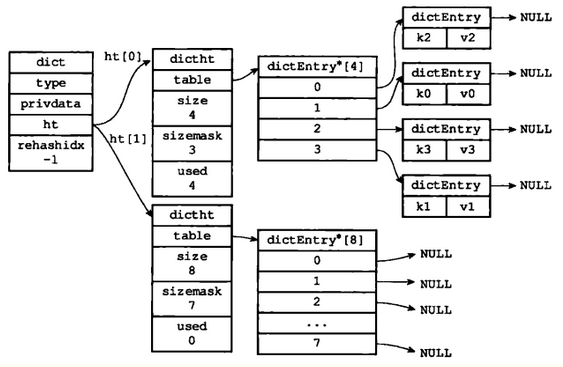 dict
type
privdata
ht
rehashidx
-1
ht[0]
ht[1]
dictht
table
size
4
sizemask
3
used
4
dictEntry*[4]
0
1
2
3
dictEntry
k2 v2
NULL
dictEntry
k0 v0
NULL
dictEntry
k3 v3
NULL
dictEntry
k1 v1
NULL
dictht
table
size
8
sizemask
7
used
0
dictEntry*[8]
0
1
2
...
7
NULL
NULL
NULL
NULL